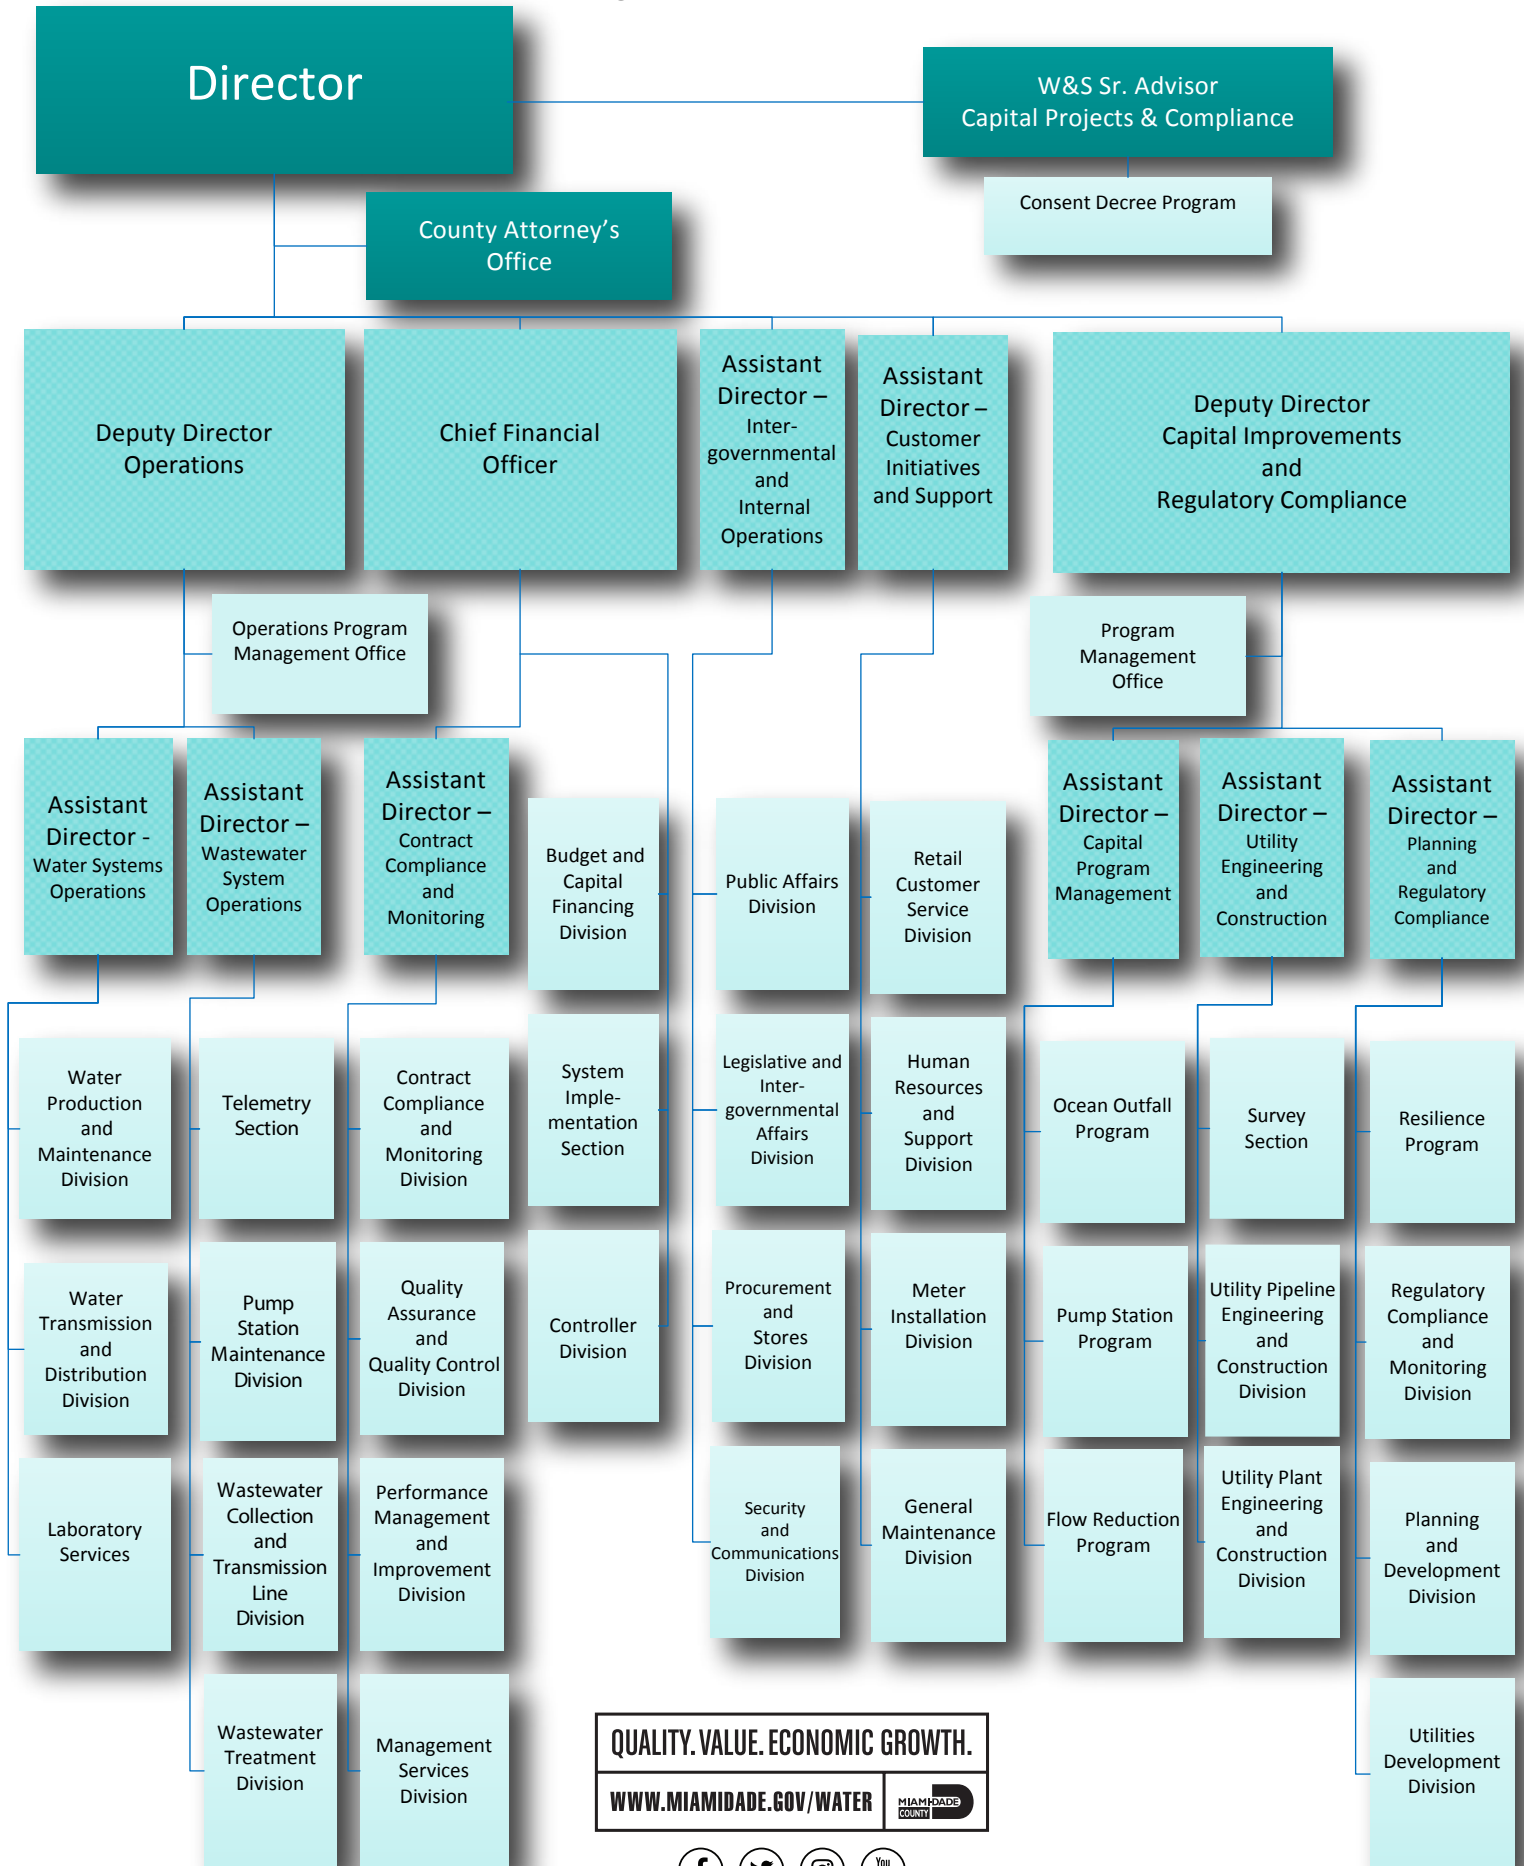 Director
W&S Sr. Advisor
Capital Projects & Compliance
Consent Decree Program
County Attorney’s
Office
Deputy Director
Operations
Chief Financial
Officer
Assistant
Director –
Inter-
governmental
and
Internal
Operations
Assistant
Director –
Customer
Initiatives
and Support
Deputy Director
Capital Improvements
and
Regulatory Compliance
Operations Program
Management Office
Program
Management
Office
Assistant
Director -
Water Systems
Operations
Assistant
Director –
Wastewater
System
Operations
Assistant
Director –
Contract
Compliance
and
Monitoring
Budget and
Capital
Financing
Division
Public Affairs
Division
Retail
Customer
Service
Division
Assistant
Director –
Capital
Program
Management
Assistant
Director –
Utility
Engineering
and
Construction
Assistant
Director –
Planning
and
Regulatory
Compliance
Water
Production
and
Maintenance
Division
Telemetry
Section
Contract
Compliance
and
Monitoring
Division
System
Imple-
mentation
Section
Legislative and
Inter-
governmental
Affairs
Division
Human
Resources
and
Support
Division
Ocean Outfall
Program
Survey
Section
Resilience
Program
Water
Transmission
and
Distribution
Division
Pump
Station
Maintenance
Division
Quality
Assurance
and
Quality Control
Division
Controller
Division
Procurement
and
Stores
Division
Meter
Installation
Division
Pump Station
Program
Utility Pipeline
Engineering
and
Construction
Division
Regulatory
Compliance
and
Monitoring
Division
Laboratory
Services
Wastewater
Collection
and
Transmission
Line
Division
Performance
Management
and
Improvement
Division
Security
and
Communications
Division
General
Maintenance
Division
Flow Reduction
Program
Utility Plant
Engineering
and
Construction
Division
Planning
and
Development
Division
Wastewater
Treatment
Division
Management
Services
Division
Utilities
Development
Division
QUALITY. VALUE. ECONOMIC GROWTH.
WWW.MIAMIDADE.GOV/WATER
MIAMI-DADE
COUNTY
You